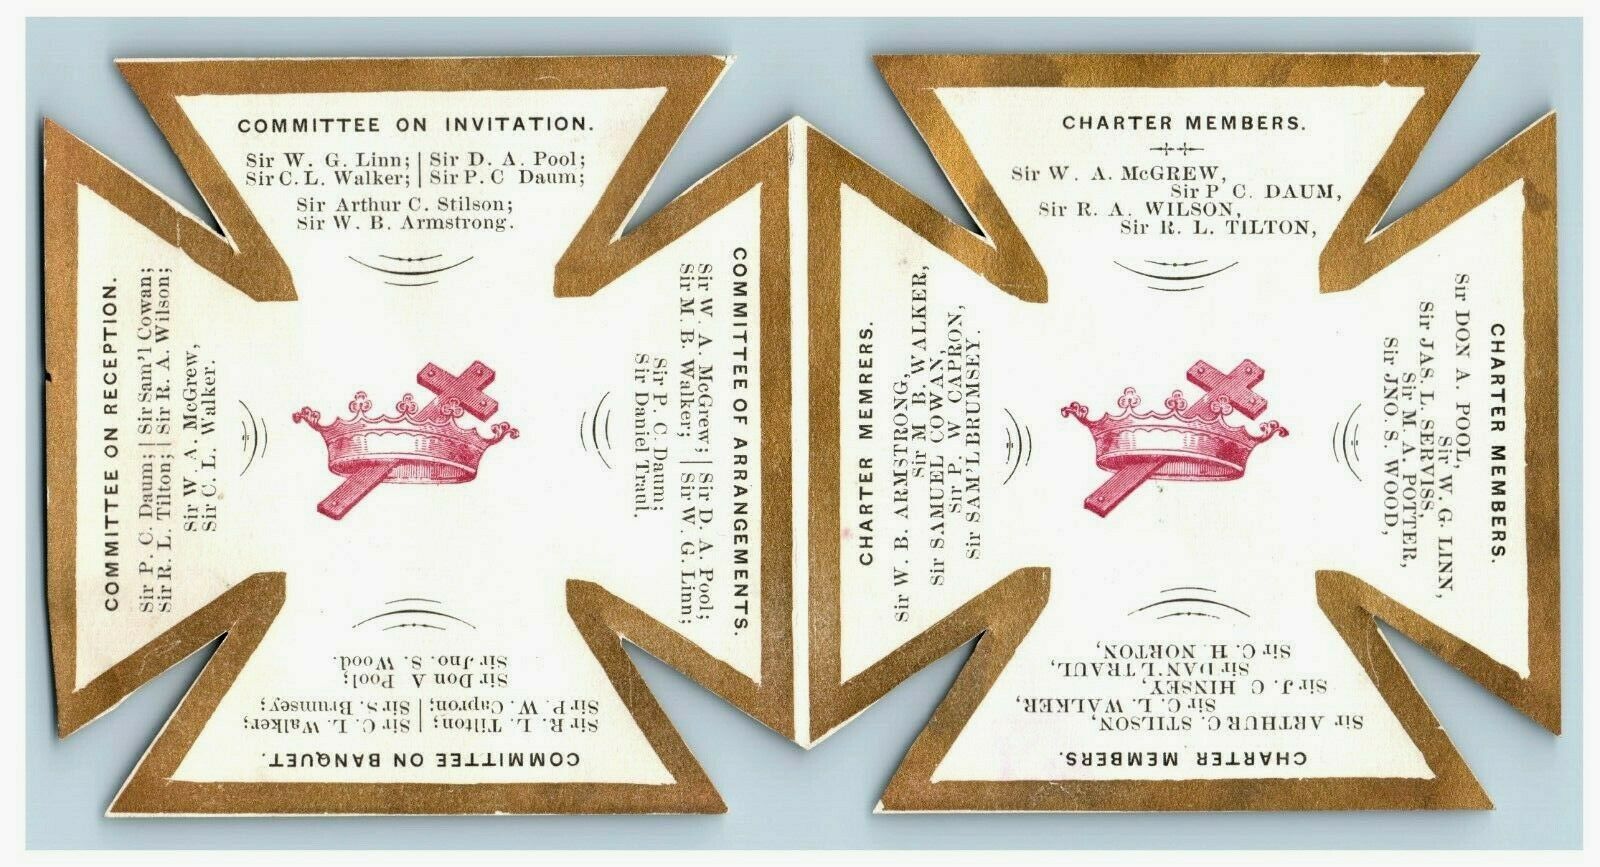 COMMITTEE ON INVITATION.
Sir W. G. Linn; | Sir D. A. Pool;
Sir C. L. Walker; | Sir P. C Daum;
Sir Arthur C. Stilson;
Sir W. B. Armstrong.
COMMITTEE ON RECEPTION.
Sir P. C. Daum; | Sir Sam'l Cowan;
Sir R. L. Tilton; | Sir R. A. Wilson;
Sir W. A. McGrew,
Sir C. L. Walker.
COMMITTEE OF ARRANGEMENTS.
Sir W. A. McGrew; | Sir D. A. Pool;
Sir M. B. Walker; | Sir W. G. Linn;
Sir P. C. Daum;
Sir Daniel Traul.
COMMITTEE ON BANQUET.
Sir R. L. Tilton; | Sir C. L. Walker;
Sir P. W. Capron; | Sir S. Brumsey;
Sir Don A Pool;
Sir Jno. S. Wood.
CHARTER MEMBERS.
Sir W. A. McGREW,
Sir P C. DAUM,
Sir R. A. WILSON,
Sir R. L. TILTON,
CHARTER MEMRERS.
Sir W. B. ARMSTRONG,
Sir M. B. WALKER,
Sir SAMUEL COWAN,
Sir P. W CAPRON,
Sir SAM'L BRUMSEY.
CHARTER MEMBERS.
Sir W. G. LINN,
Sir DON A. POOL,
Sir M. A. POTTER,
Sir JAS. L. SERVISS,
Sir JNO. S. WOOD,
CHARTER MEMBERS.
Sir ARTHUR C. STILSON,
Sir C. L. WALKER,
Sir J. C HINSEY,
Sir DAN'L TRAUL,
Sir C. H. NORTON,